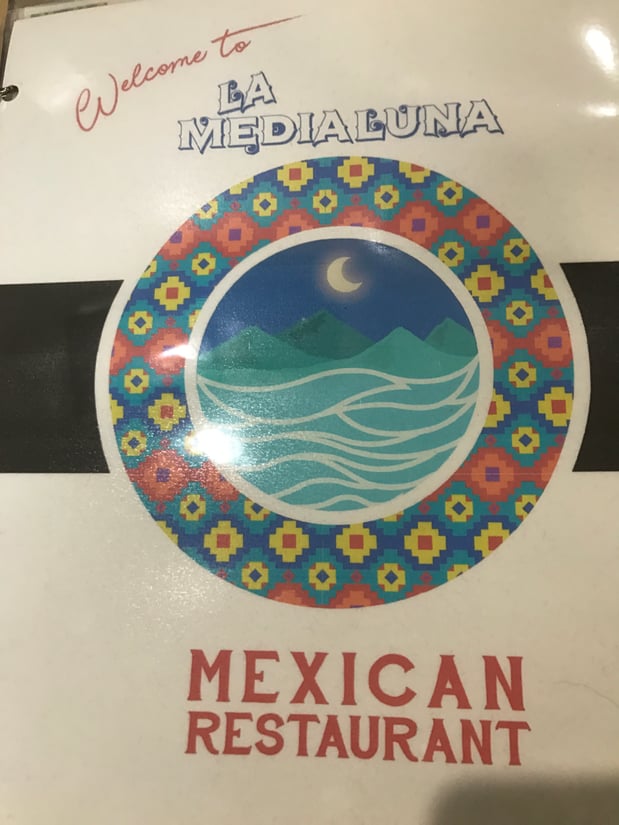 Welcome to
LA
MEDIALUNA
MEXICAN
RESTAURANT